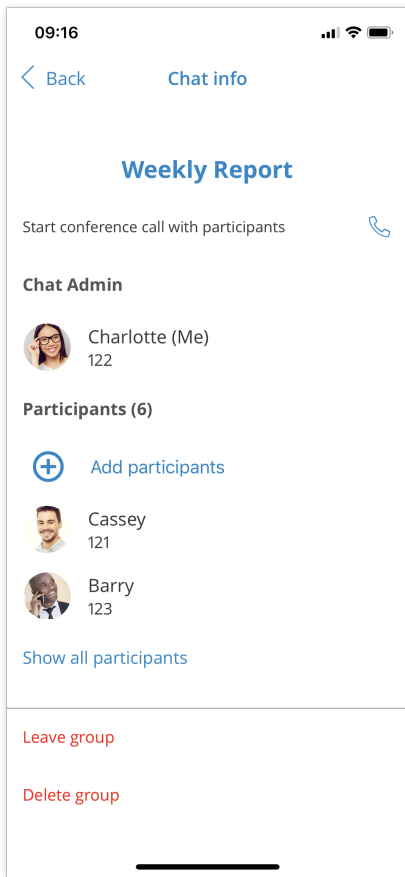 09:16
Back
Chat info
Weekly Report
Start conference call with participants
Chat Admin
Charlotte (Me)
122
Participants (6)
Add participants
Cassey
121
Barry
123
Show all participants
Leave group
Delete group